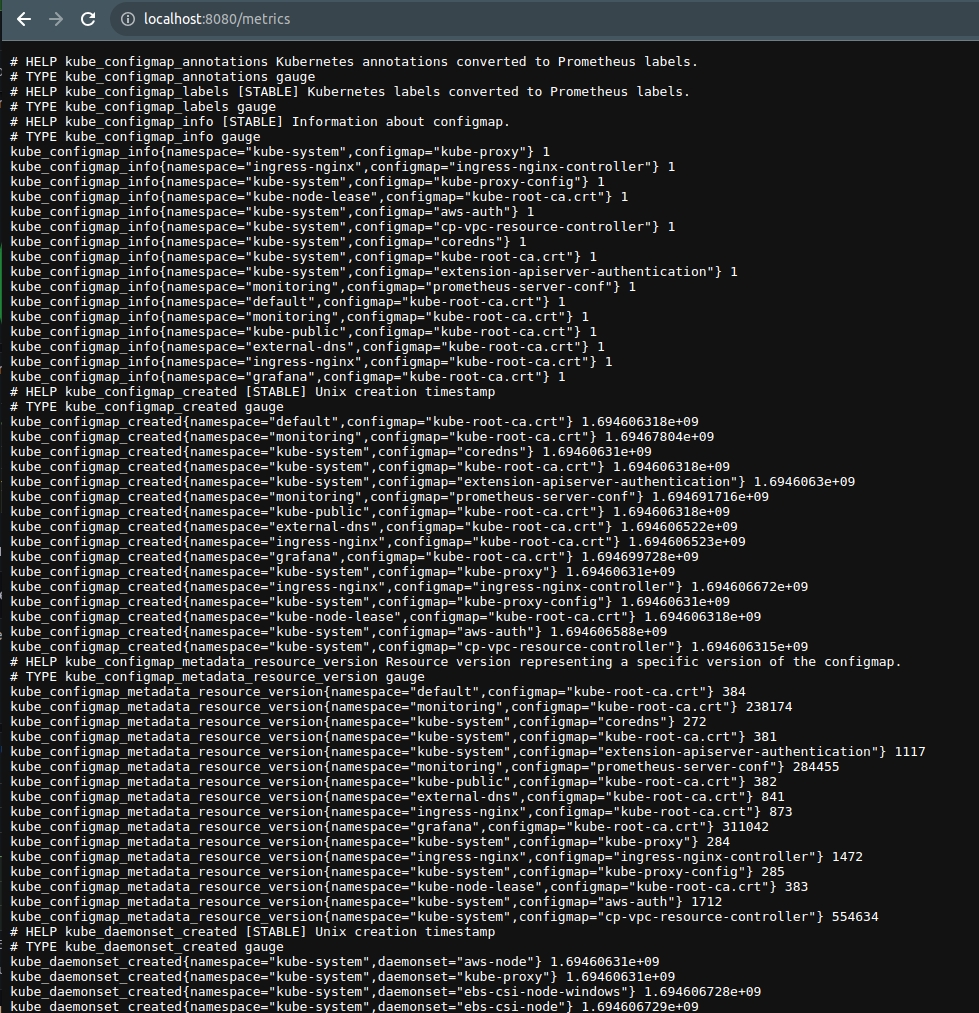 localhost:8080/metrics
# HELP kube_configmap_annotations Kubernetes annotations converted to Prometheus labels.
# TYPE kube_configmap_annotations gauge
# HELP kube_configmap_labels [STABLE] Kubernetes labels converted to Prometheus labels.
# TYPE kube_configmap_labels gauge
# HELP kube_configmap_info [STABLE] Information about configmap.
# TYPE kube_configmap_info gauge
kube_configmap_info{namespace="kube-system",configmap="kube-proxy"} 1
kube_configmap_info{namespace="ingress-nginx",configmap="ingress-nginx-controller"} 1
kube_configmap_info{namespace="kube-system",configmap="kube-proxy-config"} 1
kube_configmap_info{namespace="kube-node-lease",configmap="kube-root-ca.crt"} 1
kube_configmap_info{namespace="kube-system",configmap="aws-auth"} 1
kube_configmap_info{namespace="kube-system",configmap="cp-vpc-resource-controller"} 1
kube_configmap_info{namespace="kube-system",configmap="coredns"} 1
kube_configmap_info{namespace="kube-system",configmap="kube-root-ca.crt"} 1
kube_configmap_info{namespace="kube-system",configmap="extension-apiserver-authentication"} 1
kube_configmap_info{namespace="monitoring",configmap="prometheus-server-conf"} 1
kube_configmap_info{namespace="default",configmap="kube-root-ca.crt"} 1
kube_configmap_info{namespace="monitoring",configmap="kube-root-ca.crt"} 1
kube_configmap_info{namespace="kube-public",configmap="kube-root-ca.crt"} 1
kube_configmap_info{namespace="external-dns",configmap="kube-root-ca.crt"} 1
kube_configmap_info{namespace="ingress-nginx",configmap="kube-root-ca.crt"} 1
kube_configmap_info{namespace="grafana",configmap="kube-root-ca.crt"} 1
# HELP kube_configmap_created [STABLE] Unix creation timestamp
# TYPE kube_configmap_created gauge
kube_configmap_created{namespace="default",configmap="kube-root-ca.crt"} 1.694606318e+09
kube_configmap_created{namespace="monitoring",configmap="kube-root-ca.crt"} 1.69467804e+09
kube_configmap_created{namespace="kube-system",configmap="coredns"} 1.69460631e+09
kube_configmap_created{namespace="kube-system",configmap="kube-root-ca.crt"} 1.694606318e+09
kube_configmap_created{namespace="kube-system",configmap="extension-apiserver-authentication"} 1.6946063e+09
kube_configmap_created{namespace="monitoring",configmap="prometheus-server-conf"} 1.694691716e+09
kube_configmap_created{namespace="kube-public",configmap="kube-root-ca.crt"} 1.694606318e+09
kube_configmap_created{namespace="external-dns",configmap="kube-root-ca.crt"} 1.694606522e+09
kube_configmap_created{namespace="ingress-nginx",configmap="kube-root-ca.crt"} 1.694606523e+09
kube_configmap_created{namespace="grafana",configmap="kube-root-ca.crt"} 1.694699728e+09
kube_configmap_created{namespace="kube-system",configmap="kube-proxy"} 1.69460631e+09
kube_configmap_created{namespace="ingress-nginx",configmap="ingress-nginx-controller"} 1.694606672e+09
kube_configmap_created{namespace="kube-system",configmap="kube-proxy-config"} 1.69460631e+09
kube_configmap_created{namespace="kube-node-lease",configmap="kube-root-ca.crt"} 1.694606318e+09
kube_configmap_created{namespace="kube-system",configmap="aws-auth"} 1.694606588e+09
kube_configmap_created{namespace="kube-system",configmap="cp-vpc-resource-controller"} 1.694606315e+09
# HELP kube_configmap_metadata_resource_version Resource version representing a specific version of the configmap.
# TYPE kube_configmap_metadata_resource_version gauge
kube_configmap_metadata_resource_version{namespace="default",configmap="kube-root-ca.crt"} 384
kube_configmap_metadata_resource_version{namespace="monitoring",configmap="kube-root-ca.crt"} 238174
kube_configmap_metadata_resource_version{namespace="kube-system",configmap="coredns"} 272
kube_configmap_metadata_resource_version{namespace="kube-system",configmap="kube-root-ca.crt"} 381
kube_configmap_metadata_resource_version{namespace="kube-system",configmap="extension-apiserver-authentication"} 1117
kube_configmap_metadata_resource_version{namespace="monitoring",configmap="prometheus-server-conf"} 284455
kube_configmap_metadata_resource_version{namespace="kube-public",configmap="kube-root-ca.crt"} 382
kube_configmap_metadata_resource_version{namespace="external-dns",configmap="kube-root-ca.crt"} 841
kube_configmap_metadata_resource_version{namespace="ingress-nginx",configmap="kube-root-ca.crt"} 873
kube_configmap_metadata_resource_version{namespace="grafana",configmap="kube-root-ca.crt"} 311042
kube_configmap_metadata_resource_version{namespace="kube-system",configmap="kube-proxy"} 284
kube_configmap_metadata_resource_version{namespace="ingress-nginx",configmap="ingress-nginx-controller"} 1472
kube_configmap_metadata_resource_version{namespace="kube-system",configmap="kube-proxy-config"} 285
kube_configmap_metadata_resource_version{namespace="kube-node-lease",configmap="kube-root-ca.crt"} 383
kube_configmap_metadata_resource_version{namespace="kube-system",configmap="aws-auth"} 1712
kube_configmap_metadata_resource_version{namespace="kube-system",configmap="cp-vpc-resource-controller"} 554634
# HELP kube_daemonset_created [STABLE] Unix creation timestamp
# TYPE kube_daemonset_created gauge
kube_daemonset_created{namespace="kube-system",daemonset="aws-node"} 1.69460631e+09
kube_daemonset_created{namespace="kube-system",daemonset="kube-proxy"} 1.69460631e+09
kube_daemonset_created{namespace="kube-system",daemonset="ebs-csi-node-windows"} 1.694606728e+09
kube_daemonset_created{namespace="kube-system",daemonset="ebs-csi-node"} 1.694606729e+09